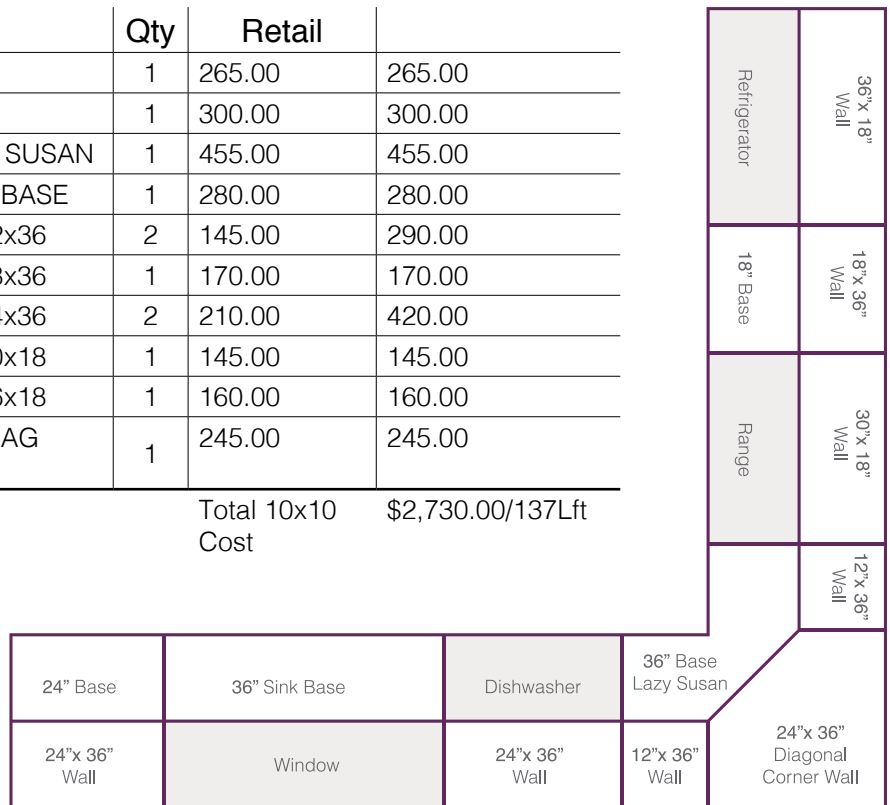 Qty Retail
1 265.00 265.00
1 300.00 300.00
SUSAN 1 455.00 455.00
BASE 1 280.00 280.00
x36 2 145.00 290.00
x36 1 170.00 170.00
x36 2 210.00 420.00
x18 1 145.00 145.00
x18 1 160.00 160.00
AG 1 245.00 245.00
Total 10x10 $2,730.00/137Lft
Cost
Refrigerator
36”x 18”
Wall
18” Base
18”x 36”
Wall
Range
30”x 18”
Wall
12”x 36”
Wall
24” Base
36” Sink Base
Dishwasher
36” Base
Lazy Susan
24”x 36”
Wall
Window
24”x 36”
Wall
12”x 36”
Wall
24”x 36”
Diagonal
Corner Wall